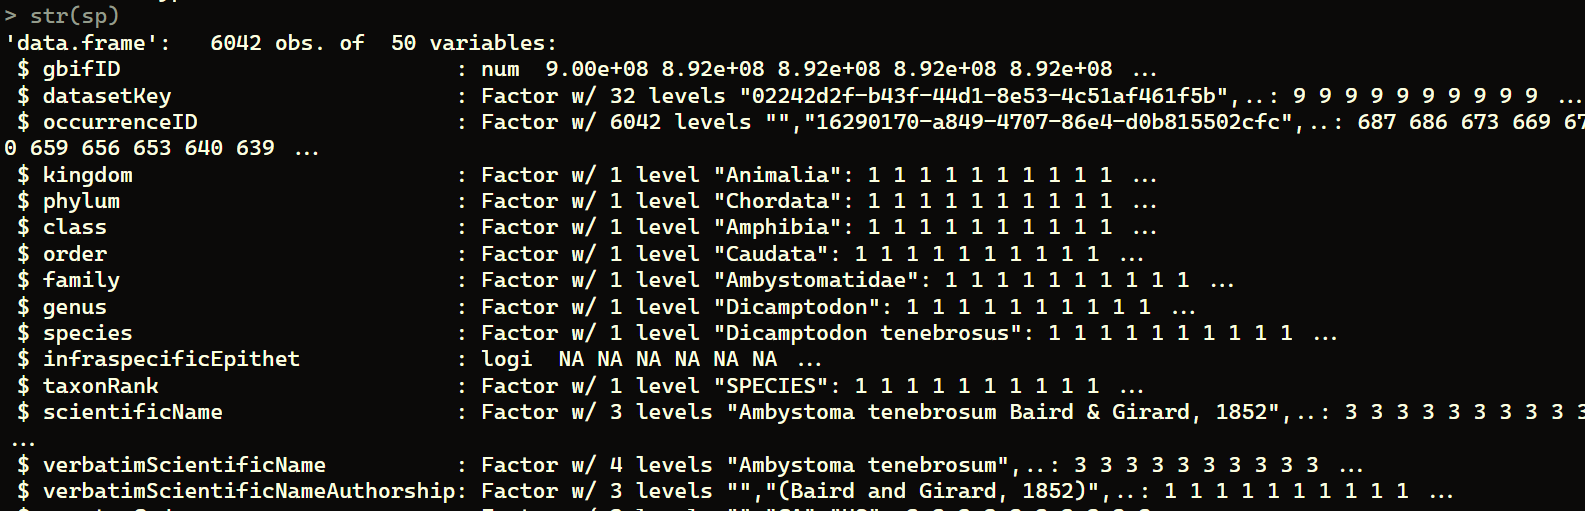 > str(sp)
'data.frame':   6042 obs. of  50 variables:
 $ gbifID                          : num  9.00e+08 8.92e+08 8.92e+08 8.92e+08 8.92e+08 ...
 $ datasetKey                      : Factor w/ 32 levels "02242d2f-b43f-44d1-8e53-4c51af461f5b",..: 9 9 9 9 9 9 9 9 9 9 ...
 $ occurrenceID                    : Factor w/ 6042 levels "","16290170-a849-4707-86e4-d0b815502cfc",..: 687 686 673 669 67
0 659 656 653 640 639 ...
 $ kingdom                         : Factor w/ 1 level "Animalia": 1 1 1 1 1 1 1 1 1 1 ...
 $ phylum                          : Factor w/ 1 level "Chordata": 1 1 1 1 1 1 1 1 1 1 ...
 $ class                           : Factor w/ 1 level "Amphibia": 1 1 1 1 1 1 1 1 1 1 ...
 $ order                           : Factor w/ 1 level "Caudata": 1 1 1 1 1 1 1 1 1 1 ...
 $ family                          : Factor w/ 1 level "Ambystomatidae": 1 1 1 1 1 1 1 1 1 1 ...
 $ genus                           : Factor w/ 1 level "Dicamptodon": 1 1 1 1 1 1 1 1 1 1 ...
 $ species                         : Factor w/ 1 level "Dicamptodon tenebrosus": 1 1 1 1 1 1 1 1 1 1 ...
 $ infraspecificEpithet            : logi  NA NA NA NA NA NA ...
 $ taxonRank                       : Factor w/ 1 level "SPECIES": 1 1 1 1 1 1 1 1 1 1 ...
 $ scientificName                  : Factor w/ 3 levels "Ambystoma tenebrosum Baird & Girard, 1852",..: 3 3 3 3 3 3 3 3 3 3
...
 $ verbatimScientificName          : Factor w/ 4 levels "Ambystoma tenebrosum",..: 3 3 3 3 3 3 3 3 3 3 ...
 $ verbatimScientificNameAuthorship: Factor w/ 3 levels "","(Baird and Girard, 1852)",..: 1 1 1 1 1 1 1 1 1 1 ...